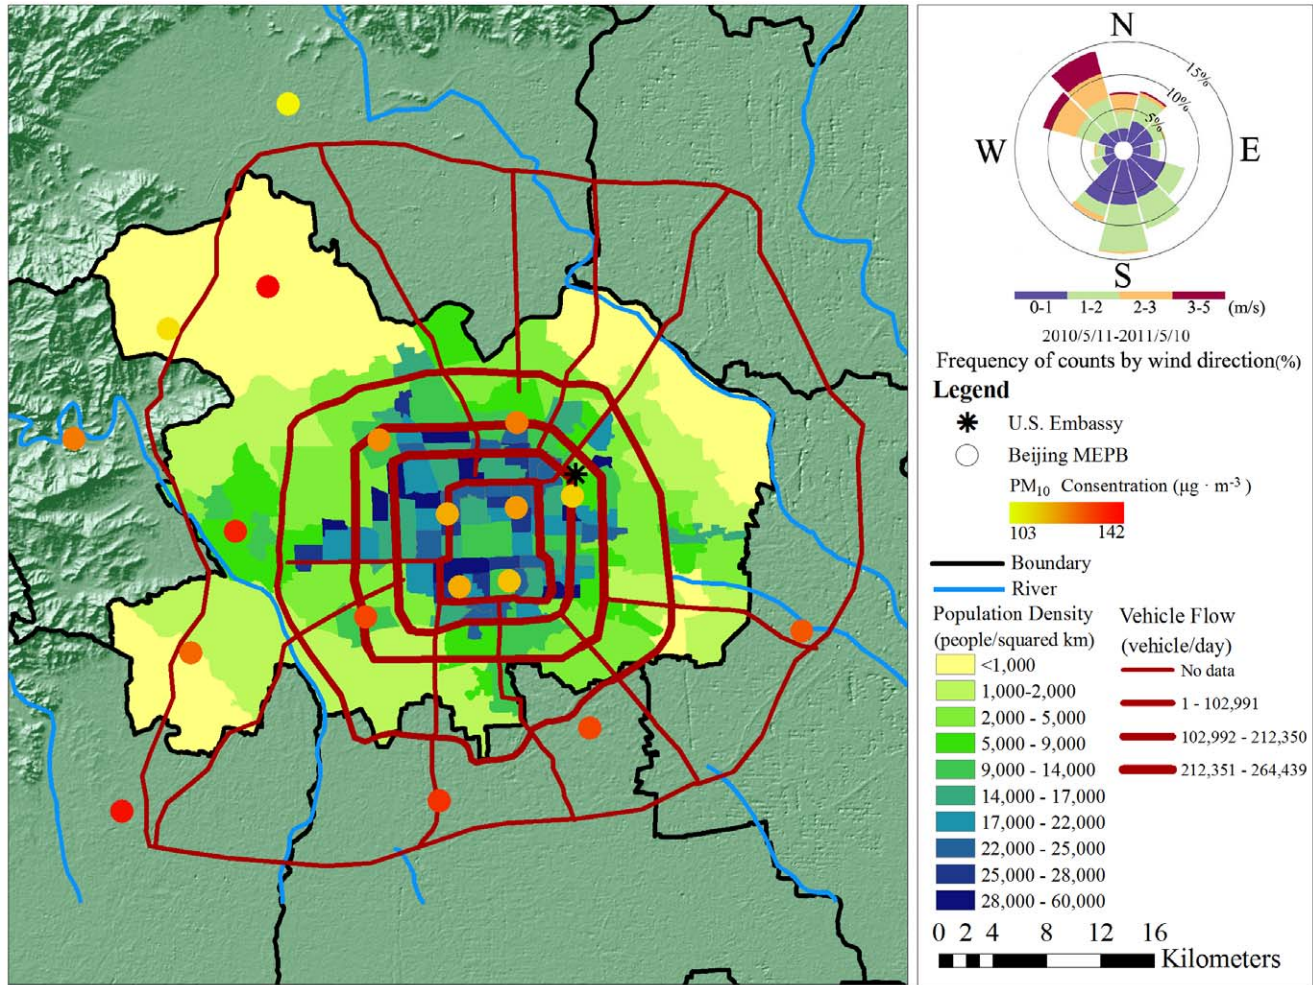 N
15%
10%
5%
W
E
S
0-1 1-2 2-3 3-5 (m/s)
2010/5/11-2011/5/10
Frequency of counts by wind direction(%)
Legend
U.S. Embassy
Beijing MEPB
PM10 Consentration (μg · m-3 )
103 142
Boundary
River
Population Density
(people/squared km)
<1,000
1,000-2,000
2,000 - 5,000
5,000 - 9,000
9,000 - 14,000
14,000 - 17,000
17,000 - 22,000
22,000 - 25,000
25,000 - 28,000
28,000 - 60,000
Vehicle Flow
(vehicle/day)
No data
1 - 102,991
102,992 - 212,350
212,351 - 264,439
0 2 4 8 12 16
Kilometers